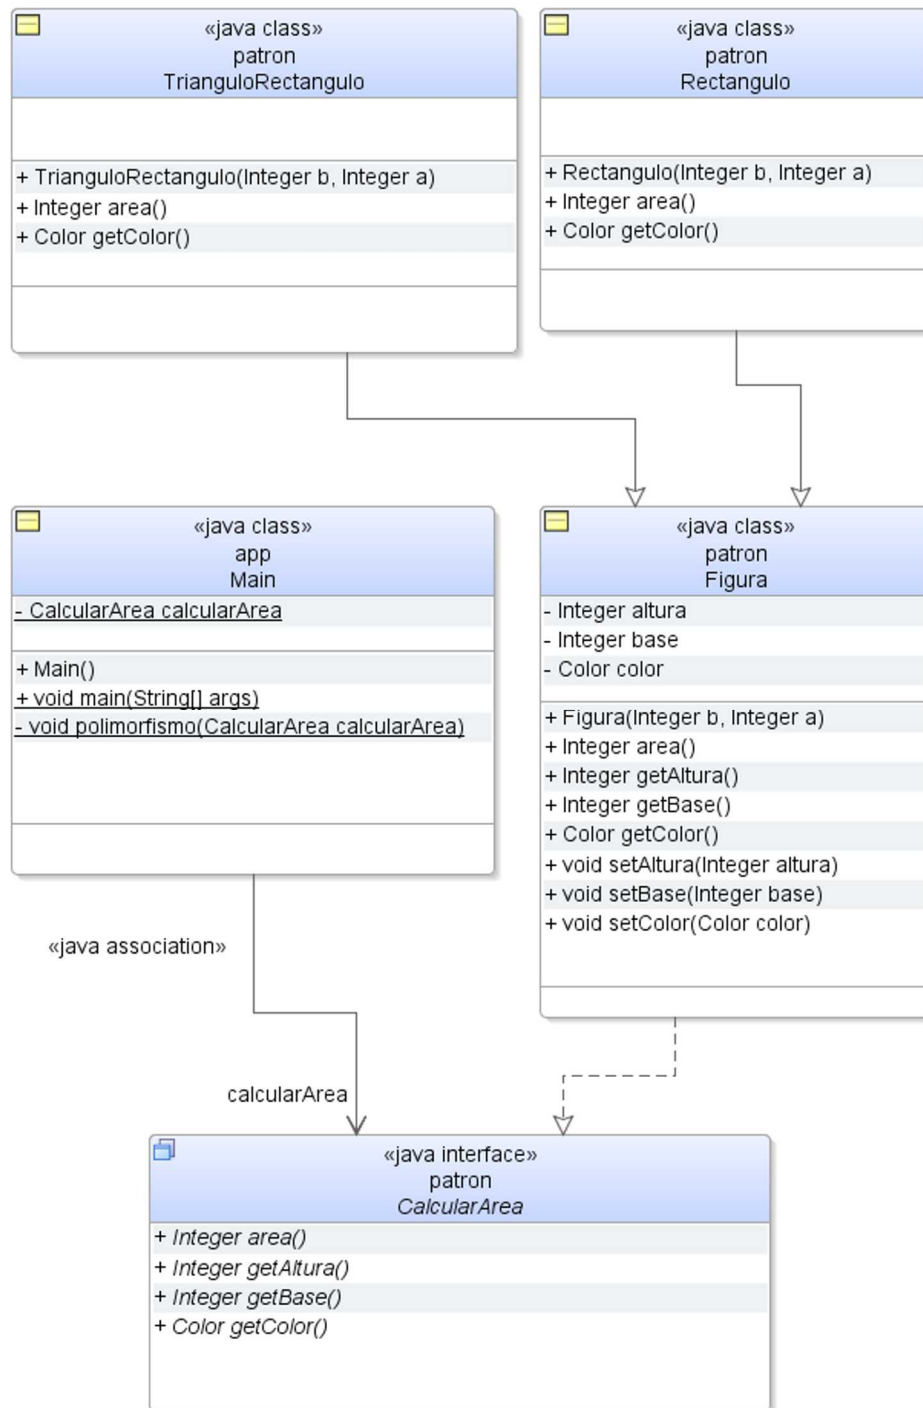 «java class»
patron
TrianguloRectangulo
+ TrianguloRectangulo(Integer b, Integer a)
+ Integer area()
+ Color getColor()
«java class»
patron
Rectangulo
+ Rectangulo(Integer b, Integer a)
+ Integer area()
+ Color getColor()
«java class»
app
Main
- CalcularArea calcularArea
+ Main()
+ void main(String[] args)
- void polimorfismo(CalcularArea calcularArea)
«java class»
patron
Figura
- Integer altura
- Integer base
- Color color
+ Figura(Integer b, Integer a)
+ Integer area()
+ Integer getAltura()
+ Integer getBase()
+ Color getColor()
+ void setAltura(Integer altura)
+ void setBase(Integer base)
+ void setColor(Color color)
«java association»
calcularArea
«java interface»
patron
CalcularArea
+ Integer area()
+ Integer getAltura()
+ Integer getBase()
+ Color getColor()